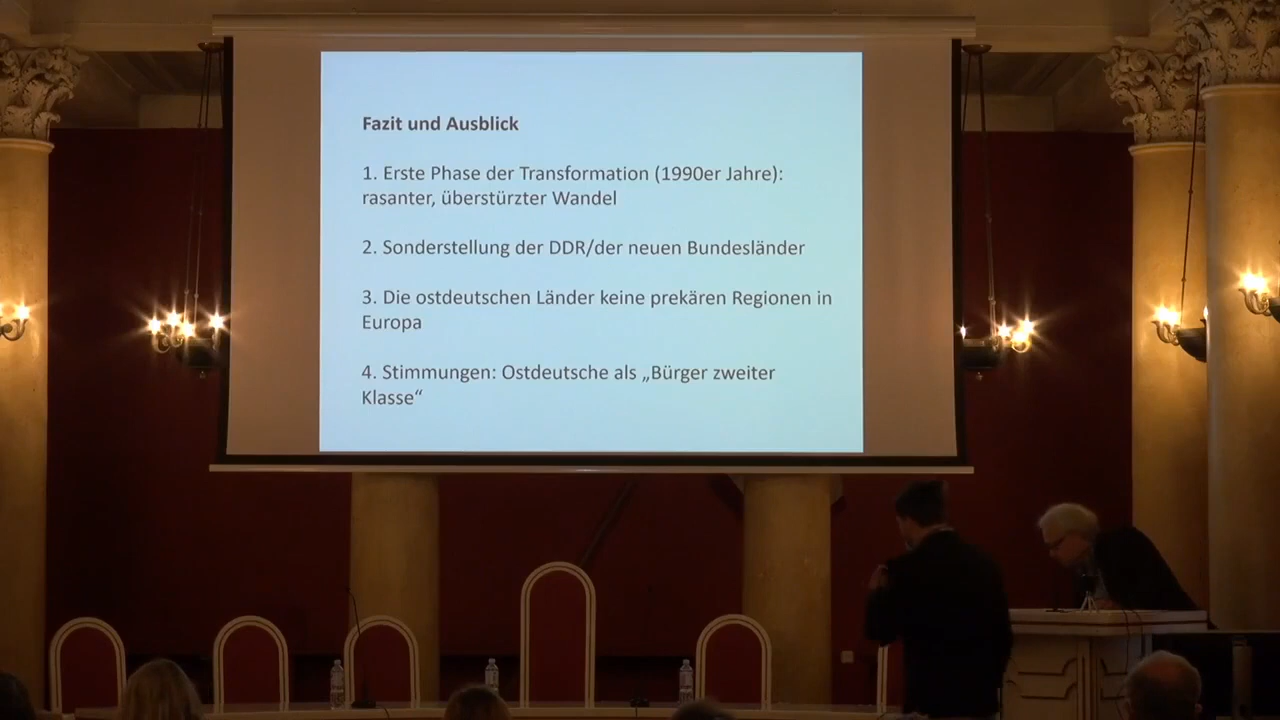 Fazit und Ausblick
1. Erste Phase der Transformation (1990er Jahre):
rasanter, überstürzter Wandel
2. Sonderstellung der DDR/der neuen Bundesländer
3. Die ostdeutschen Länder keine prekären Regionen in
Europa
4. Stimmungen: Ostdeutsche als „Bürger zweiter
Klasse“